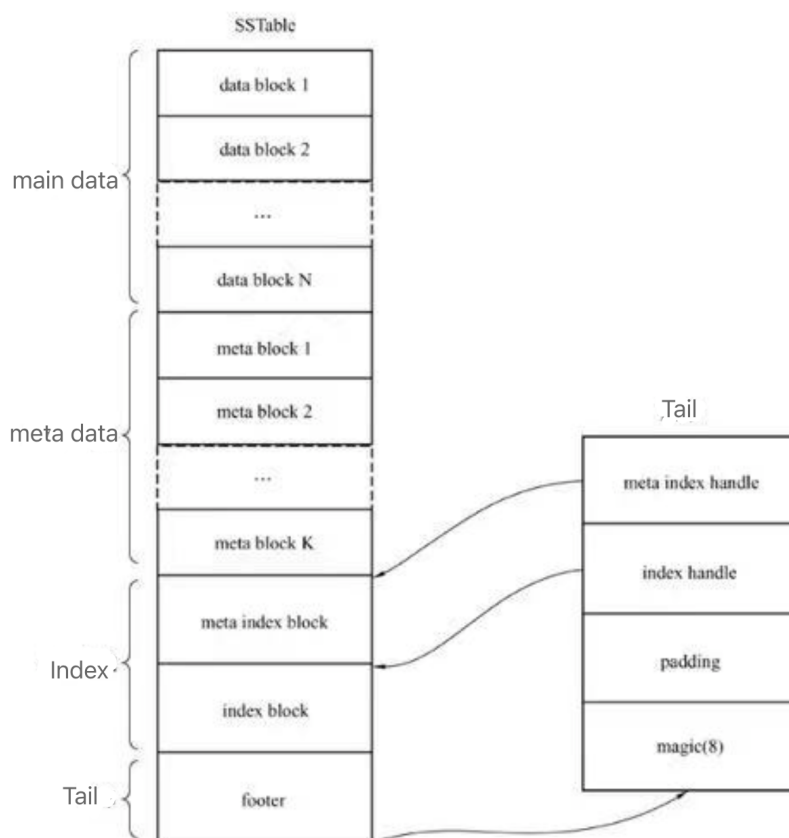 SSTable
data block 1
data block 2
...
data block N
meta block 1
meta block 2
...
meta block K
meta index block
index block
footer
main data
meta data
Index
Tail
Tail
meta index handle
index handle
padding
magic(8)